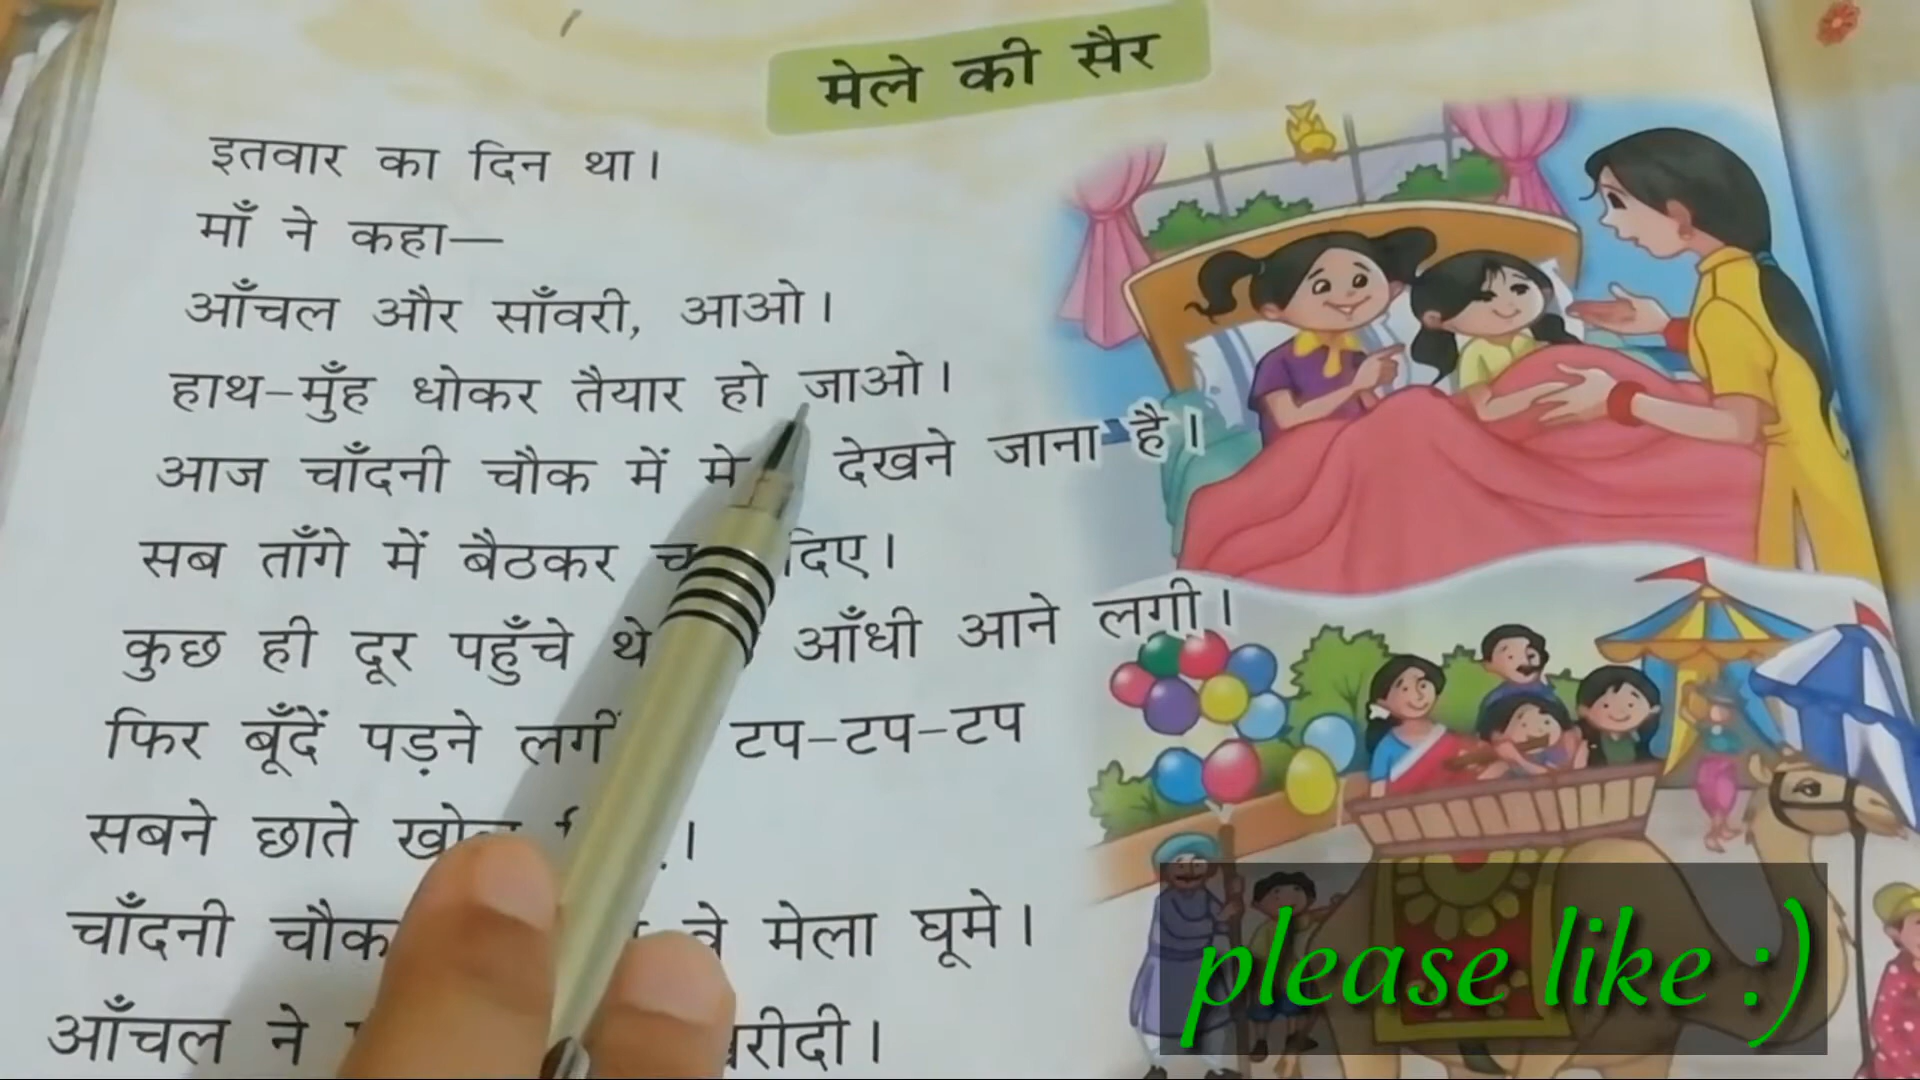 मेले की सैर
इतवार का दिन था।
माँ ने कहा—
आँचल और साँवरी, आओ।
हाथ-मुँह धोकर तैयार हो जाओ।
आज चाँदनी चौक में देखने जाना है।
सब ताँगे में बैठकर दिए।
कुछ ही दूर पहुँचे थे आँधी आने लगी।
फिर बूँदें पड़ने लगीं टप-टप-टप
सबने छाते
चाँदनी चौक वे मेला घूमे।
आँचल ने
please like :)